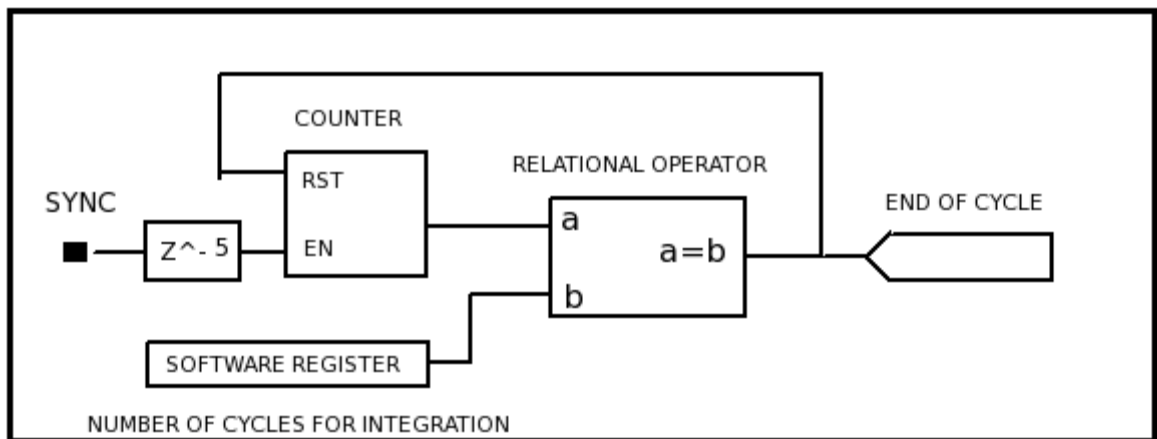 COUNTER
RELATIONAL OPERATOR
RST
SYNC
END OF CYCLE
a
Z^- 5
EN
a=b
b
SOFTWARE REGISTER
NUMBER OF CYCLES FOR INTEGRATION